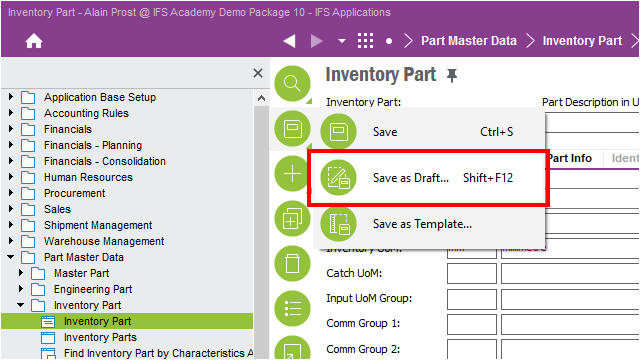 Inventory Part - Alain Prost @ IFS Academy Demo Package 10 - IFS Applications
Part Master Data
Inventory Part
Application Base Setup
Accounting Rules
Financials
Financials - Planning
Financials - Consolidation
Human Resources
Procurement
Sales
Shipment Management
Warehouse Management
Part Master Data
Master Part
Engineering Part
Inventory Part
Inventory Part
Inventory Parts
Find Inventory Part by Characteristics A
Inventory Part
Inventory Part:
Part Description in U
Save Ctrl+S
Save as Draft... Shift+F12
Save as Template...
Part Info
Ident
Inventory UoM:
Catch UoM:
Input UoM Group:
Comm Group 1:
Comm Group 2: